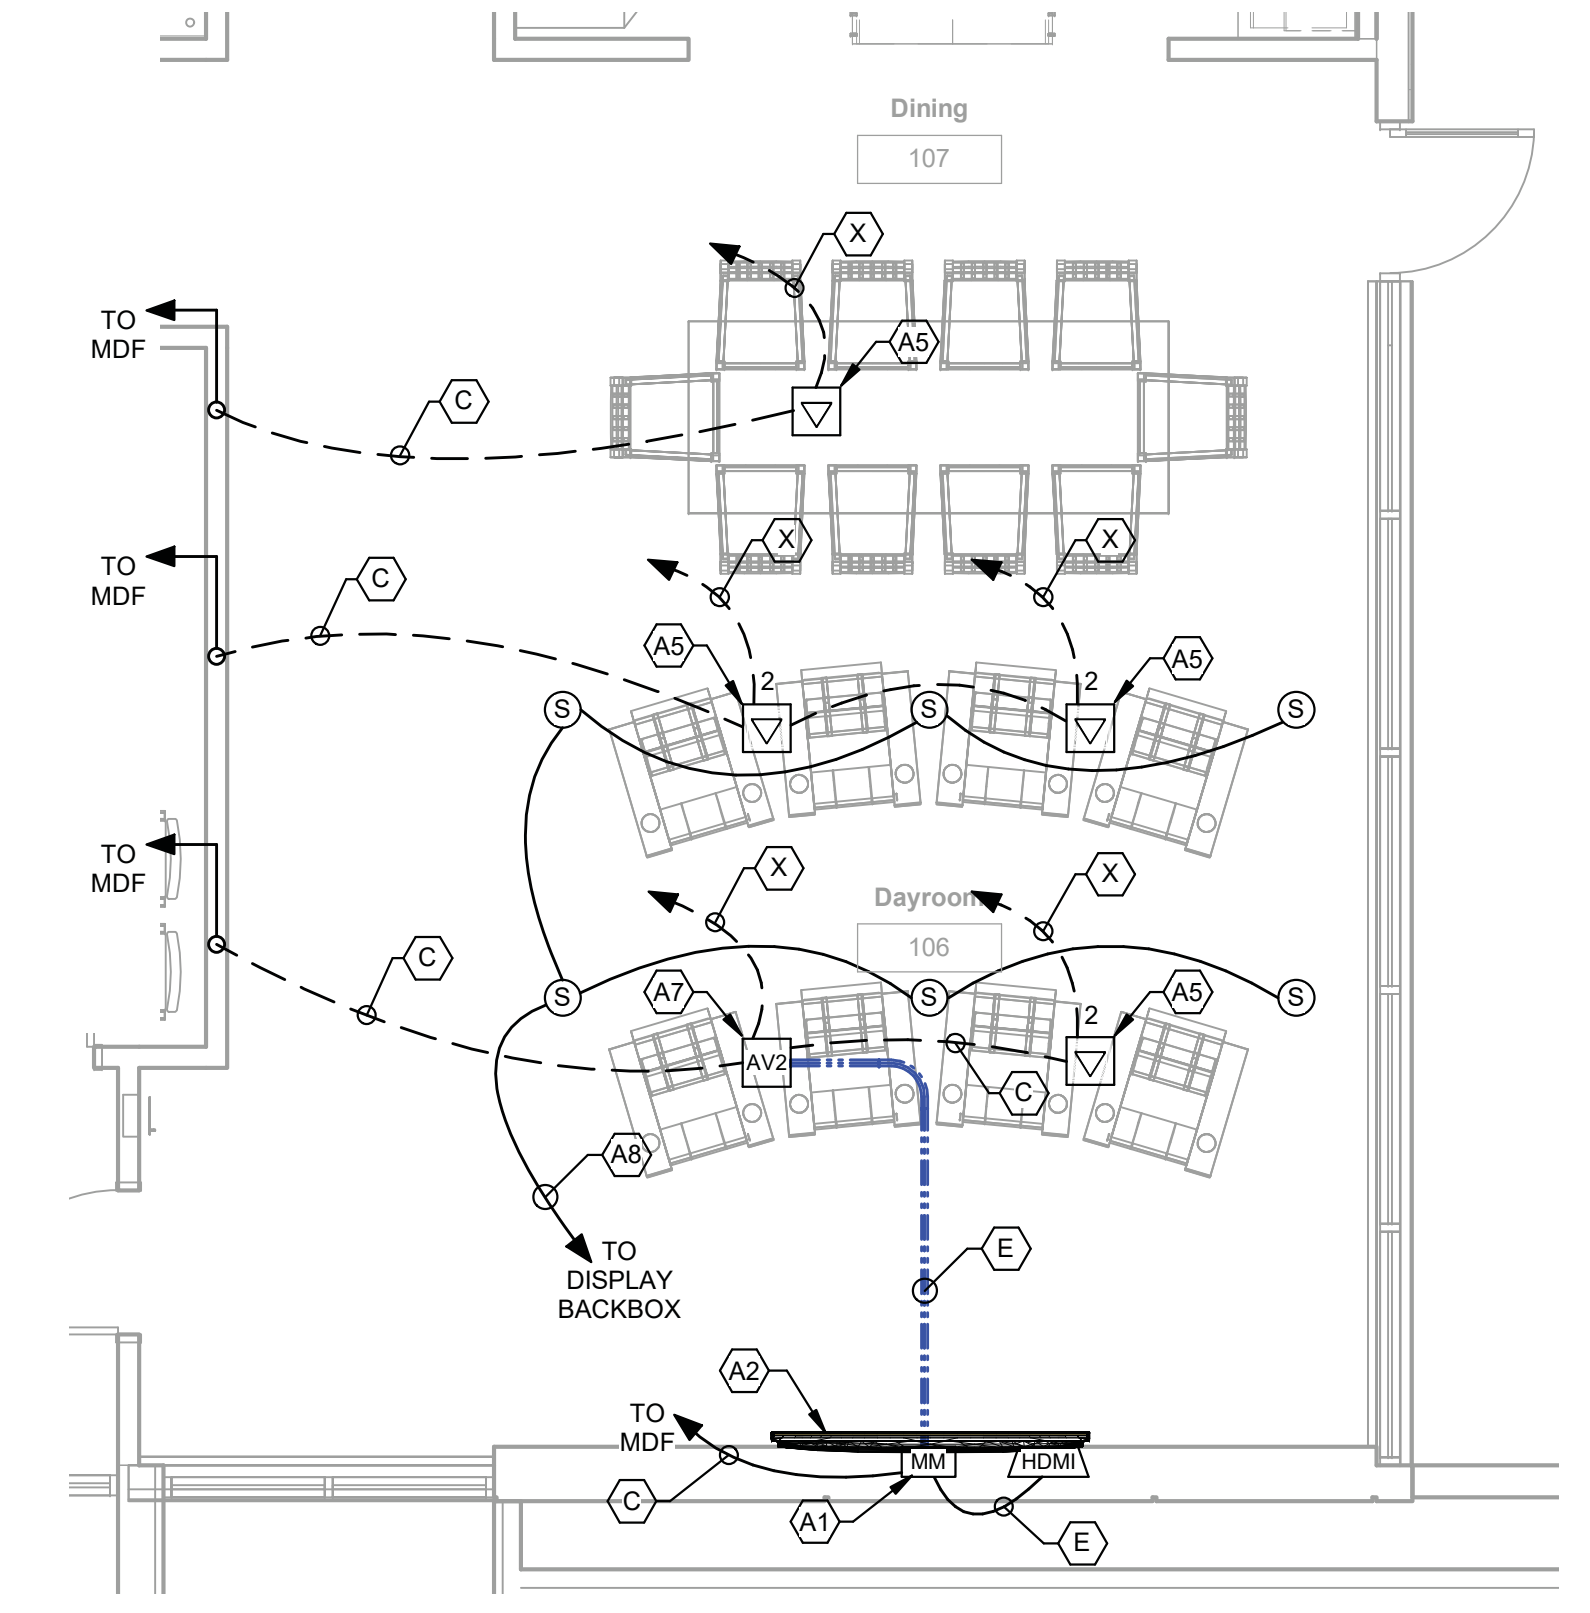 Dining
107
X
TO
MDF
A5
C
X
X
TO
MDF
C
A5
A5
2
2
S
S
S
TO
MDF
X
X
Dayroom
106
C
A7
A5
S
S
S
2
AV2
C
A8
TO
DISPLAY
BACKBOX
E
A2
TO
MDF
MM
HDMI
C
A1
E